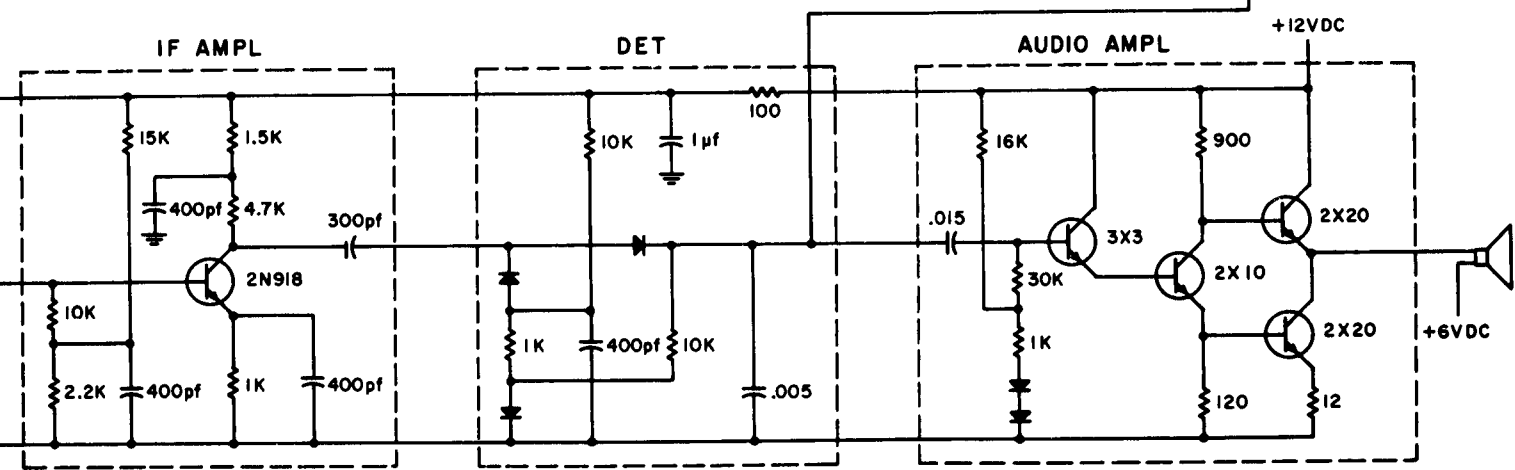 IF AMPL
DET
AUDIO AMPL
+12VDC
15K
1.5K
400pf
4.7K
300pf
2N918
10K
2.2K
400pf
1K
400pf
10K
1µf
100
1K
400pf
10K
.005
16K
.015
30K
1K
3X3
900
2X10
2X20
2X20
120
12
+6VDC